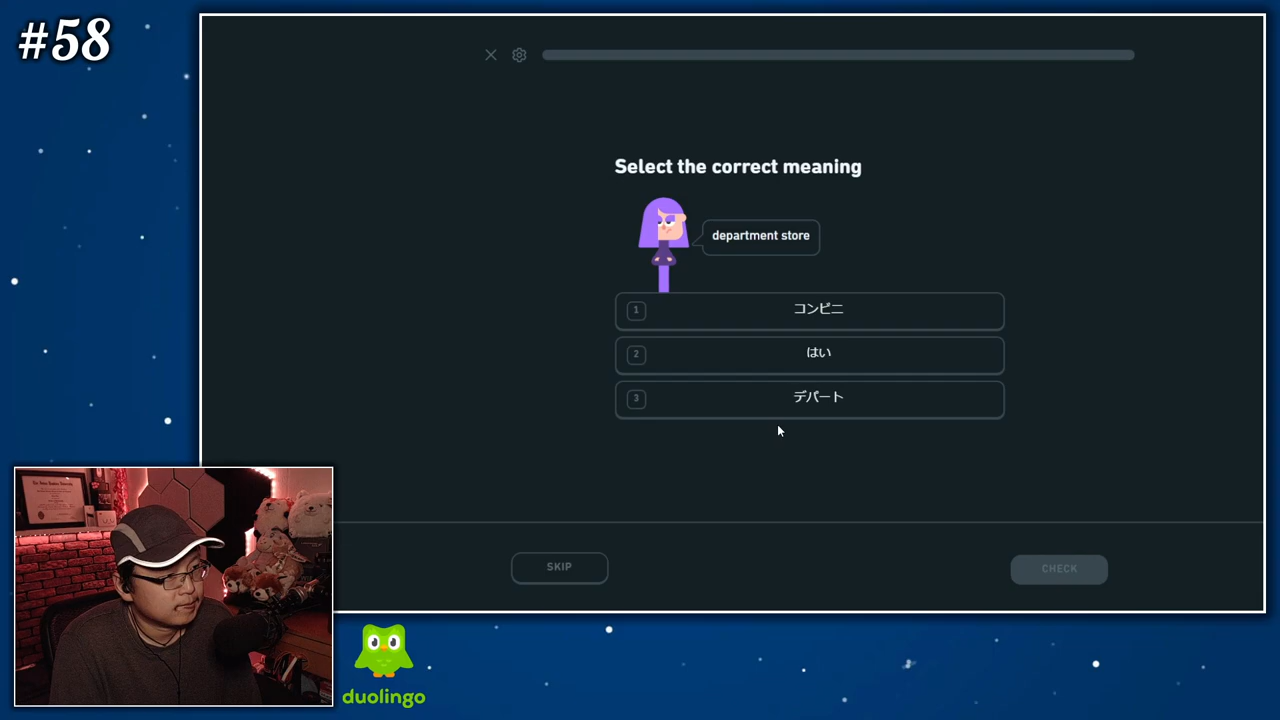 #58
Select the correct meaning
department store
1 コンビニ
2 はい
3 デパート
SKIP
CHECK
duolingo